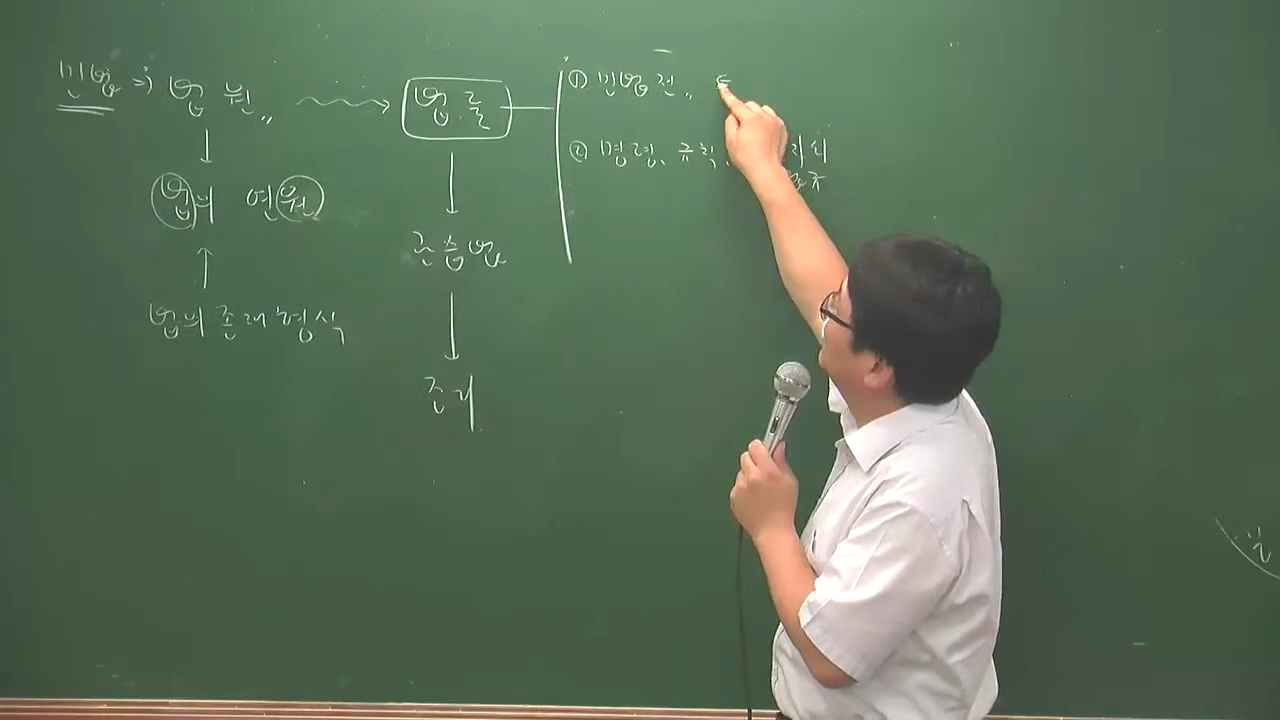 민법 ⇒ 법원〃 → 법률
① 민법전〃
② 명령, 규칙,
법의 연원
관습법
법의 존재형식
조리